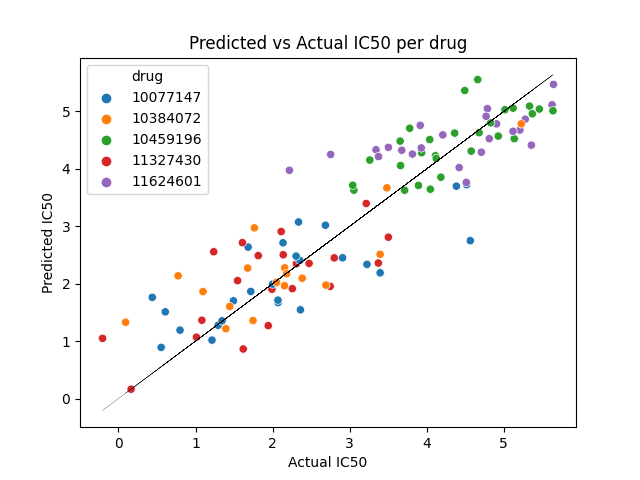 Predicted vs Actual IC50 per drug
drug
10077147
10384072
10459196
11327430
11624601
Predicted IC50
5
4
3
2
1
0
0 1 2 3 4 5
Actual IC50